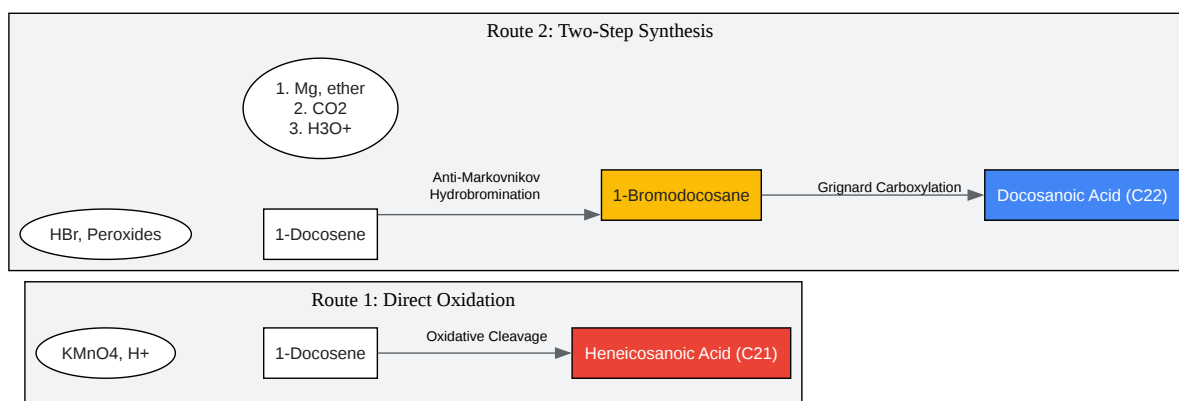 Route 2: Two-Step Synthesis
1. Mg, ether
2. CO2
3. H3O+
HBr, Peroxides
1-Docosene
Anti-Markovnikov
Hydrobromination
1-Bromodocosane
Grignard Carboxylation
Docosanoic Acid (C22)
Route 1: Direct Oxidation
KMnO4, H+
1-Docosene
Oxidative Cleavage
Heneicosanoic Acid (C21)